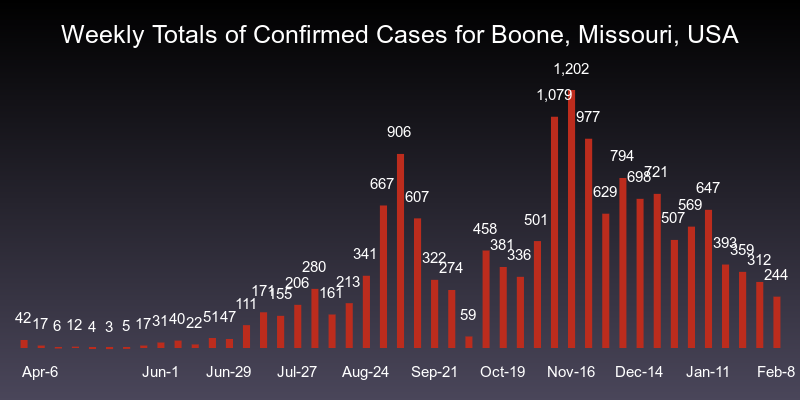 Weekly Totals of Confirmed Cases for Boone, Missouri, USA
42 17 6 12 4 3 5 17 31 40 22 51 47 111 171 155 206 280 161 213 341 667 906 607 322 274 59 458 381 336 501 1,079 1,202 977 629 794 698 721 507 569 647 393 359 312 244
Apr-6 Jun-1 Jun-29 Jul-27 Aug-24 Sep-21 Oct-19 Nov-16 Dec-14 Jan-11 Feb-8